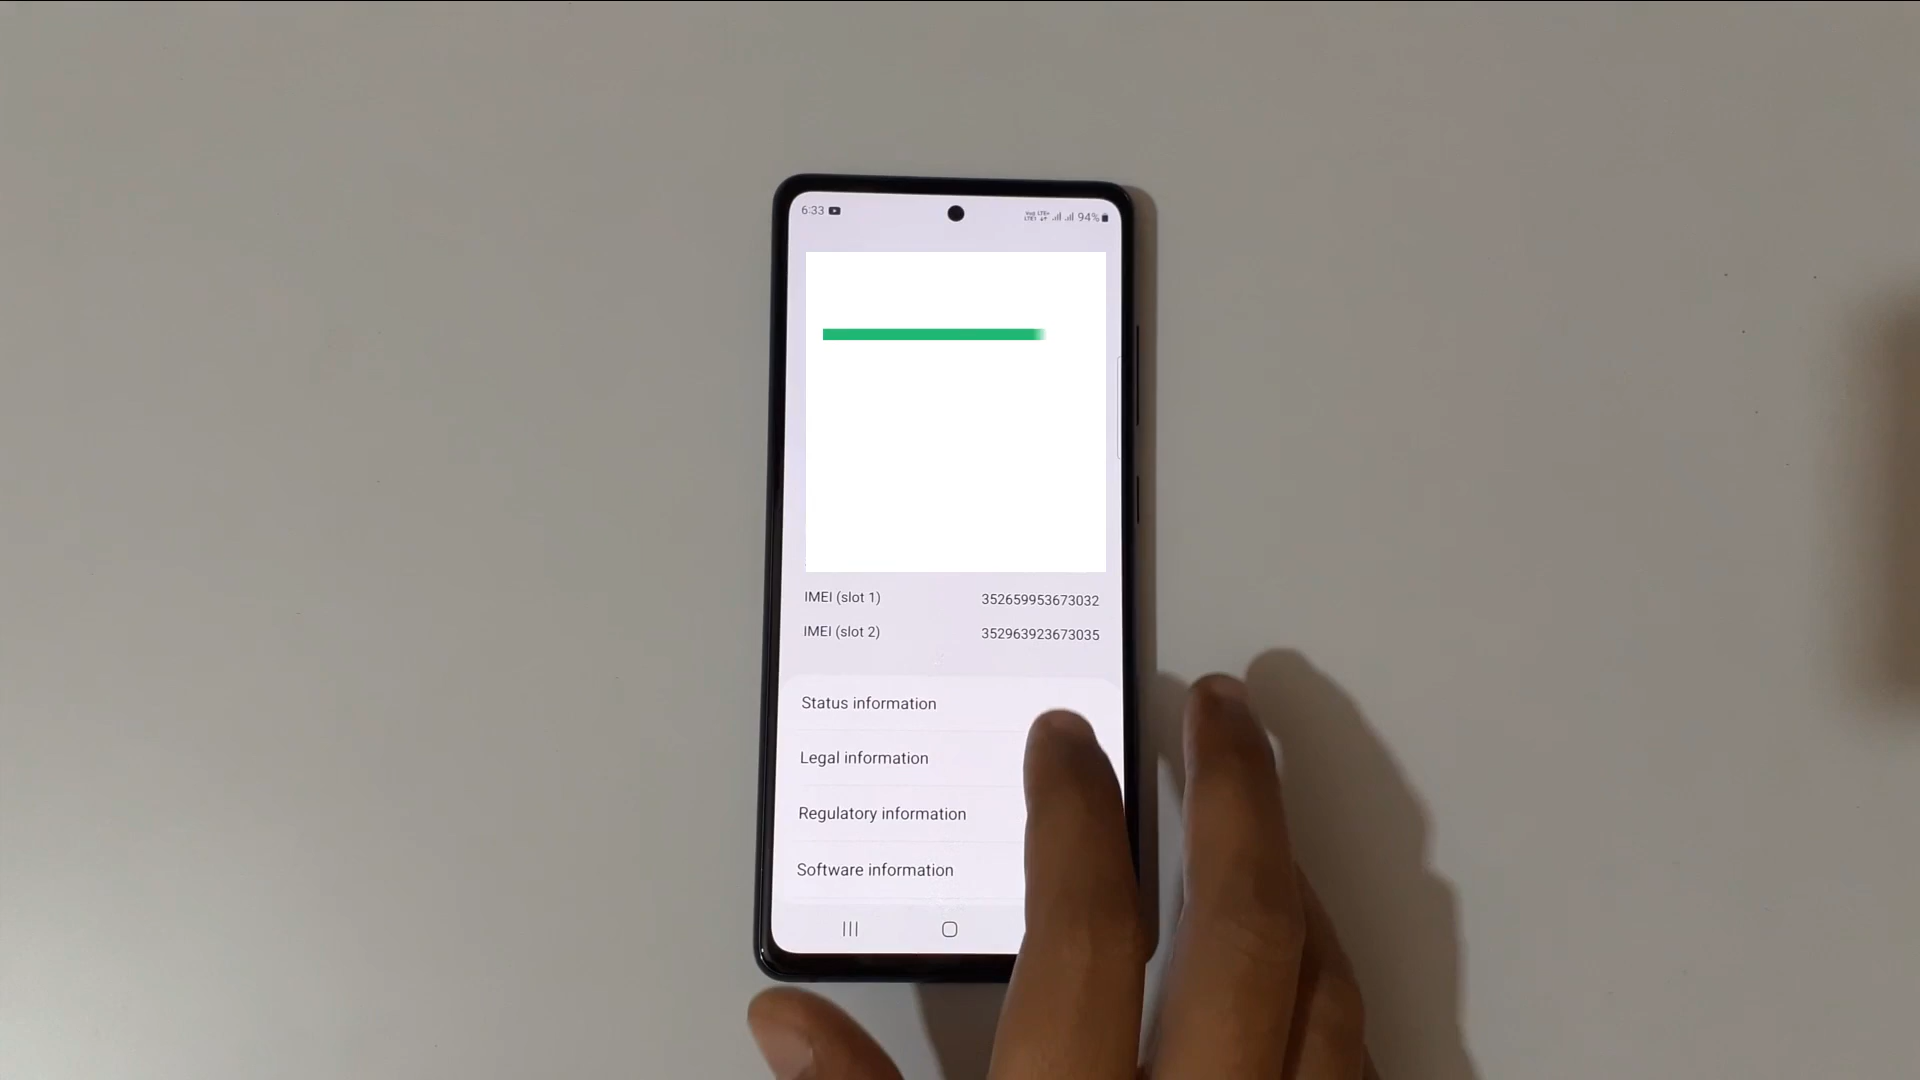 6:33 94%
IMEI (slot 1) 352659953673032
IMEI (slot 2) 352963923673035
Status information
Legal information
Regulatory information
Software information